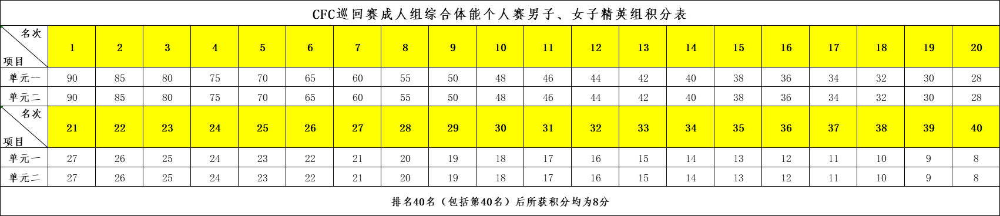 CFC巡回赛成人组综合体能个人赛男子、女子精英组积分表
名次 1 2 3 4 5 6 7 8 9 10 11 12 13 14 15 16 17 18 19 20
项目
单元一 90 85 80 75 70 65 60 55 50 48 46 44 42 40 38 36 34 32 30 28
单元二 90 85 80 75 70 65 60 55 50 48 46 44 42 40 38 36 34 32 30 28
名次 21 22 23 24 25 26 27 28 29 30 31 32 33 34 35 36 37 38 39 40
项目
单元一 27 26 25 24 23 22 21 20 19 18 17 16 15 14 13 12 11 10 9 8
单元二 27 26 25 24 23 22 21 20 19 18 17 16 15 14 13 12 11 10 9 8
排名40名（包括第40名）后所获积分均为8分